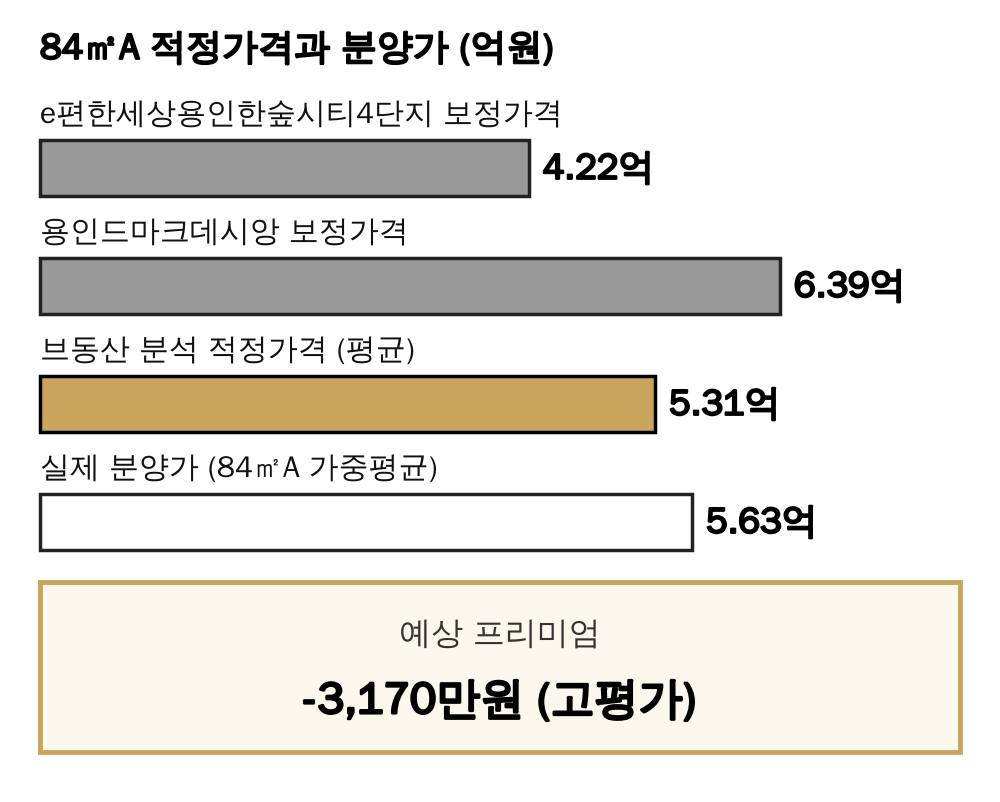 84㎡A 적정가격과 분양가 (억원)
e편한세상용인한숲시티4단지 보정가격
4.22억
용인드마크데시앙 보정가격
6.39억
브동산 분석 적정가격 (평균)
5.31억
실제 분양가 (84㎡A 가중평균)
5.63억
예상 프리미엄
-3,170만원 (고평가)